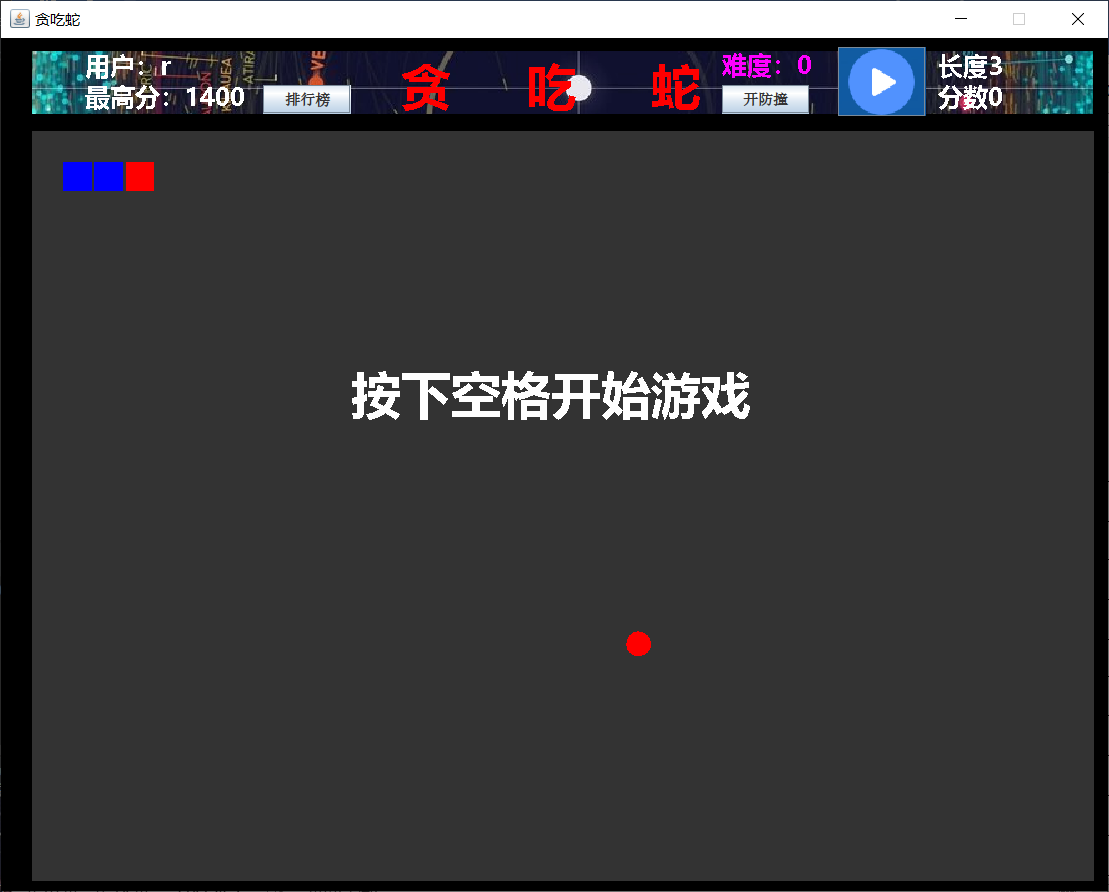 贪吃蛇
用户：r
最高分：1400
排行榜
贪 吃 蛇
难度：0
开防撞
长度3
分数0
按下空格开始游戏